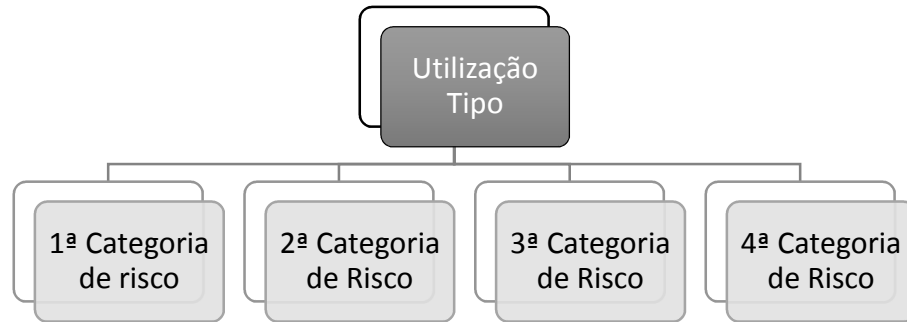 Utilização
Tipo
1ª Categoria
de risco
2ª Categoria
de Risco
3ª Categoria
de Risco
4ª Categoria
de Risco